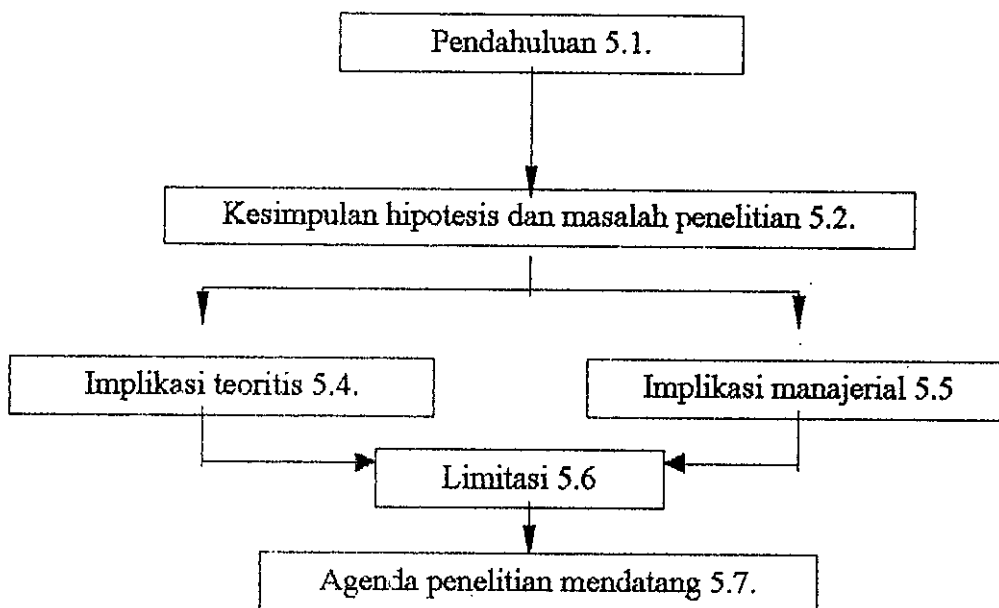 Pendahuluan 5.1.
Kesimpulan hipotesis dan masalah penelitian 5.2.
Implikasi teoritis 5.4.
Implikasi manajerial 5.5
Limitasi 5.6
Agenda penelitian mendatang 5.7.